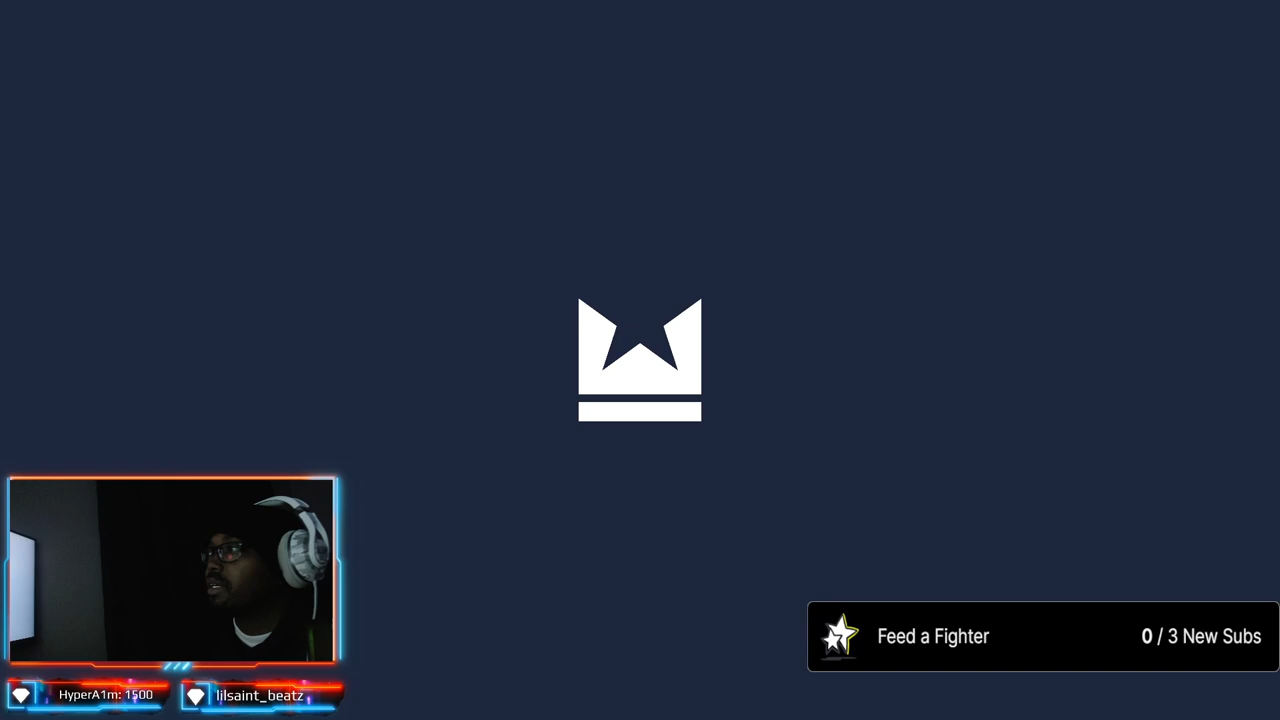 Feed a Fighter
0 / 3 New Subs
HyperA1m: 1500
lilsaint_beatz